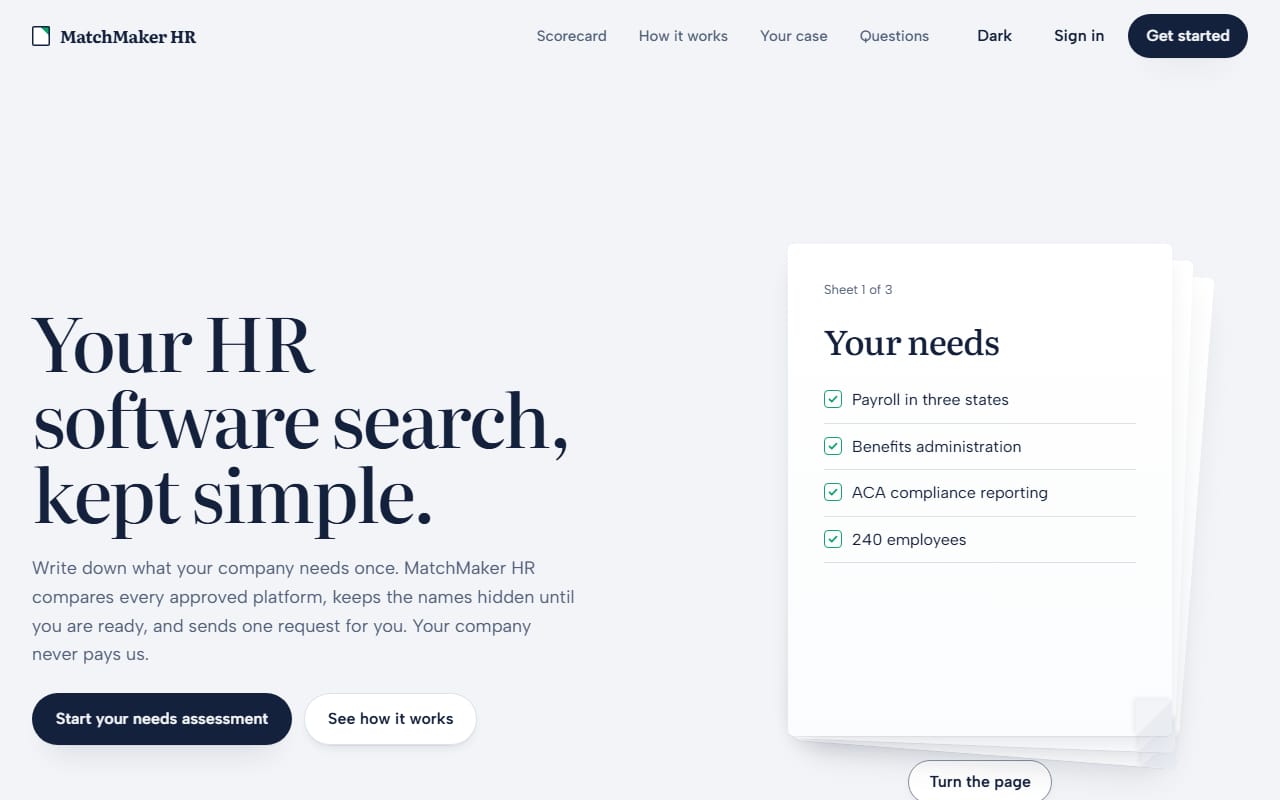 MatchMaker HR
Scorecard
How it works
Your case
Questions
Dark
Sign in
Get started
Your HR
software search,
kept simple.
Write down what your company needs once. MatchMaker HR
compares every approved platform, keeps the names hidden until
you are ready, and sends one request for you. Your company
never pays us.
Start your needs assessment
See how it works
Sheet 1 of 3
Your needs
Payroll in three states
Benefits administration
ACA compliance reporting
240 employees
Turn the page